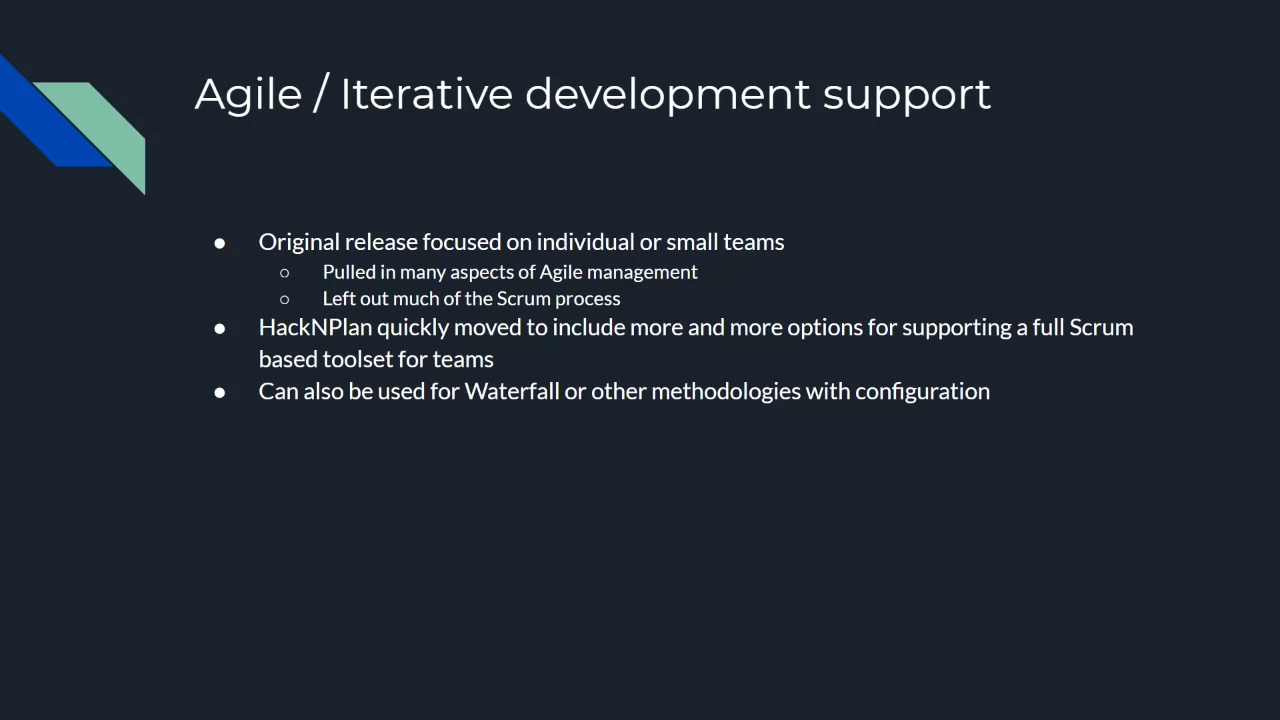 Agile / Iterative development support
● Original release focused on individual or small teams
○ Pulled in many aspects of Agile management
○ Left out much of the Scrum process
● HackNPlan quickly moved to include more and more options for supporting a full Scrum
based toolset for teams
● Can also be used for Waterfall or other methodologies with configuration